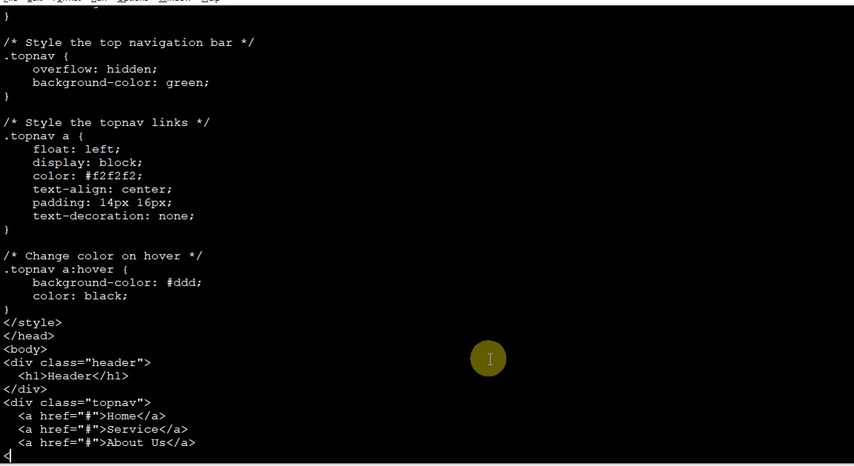 }
/* Style the top navigation bar */
.topnav {
    overflow: hidden;
    background-color: green;
}
/* Style the topnav links */
.topnav a {
    float: left;
    display: block;
    color: #f2f2f2;
    text-align: center;
    padding: 14px 16px;
    text-decoration: none;
}
/* Change color on hover */
.topnav a:hover {
    background-color: #ddd;
    color: black;
}
</style>
</head>
<body>
<div class="header">
  <h1>Header</h1>
</div>
<div class="topnav">
  <a href="#">Home</a>
  <a href="#">Service</a>
  <a href="#">About Us</a>
<